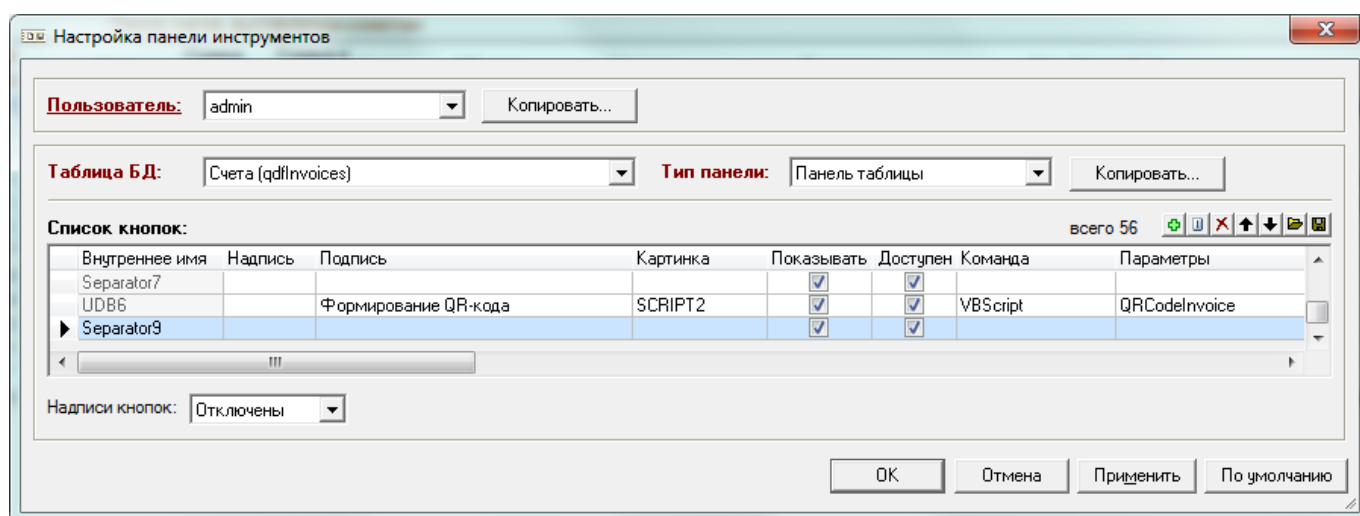 Настройка панели инструментов
Пользователь: admin Копировать...
Таблица БД: Счета (qdfInvoices) Тип панели: Панель таблицы Копировать...
Список кнопок: всего 56
Внутреннее имя Надпись Подпись Картинка Показывать Доступен Команда Параметры
Separator7
UDB6 Формирование QR-кода SCRIPT2 VBScript QRCodeInvoice
Separator9
Надписи кнопок: Отключены
OK Отмена Применить По умолчанию